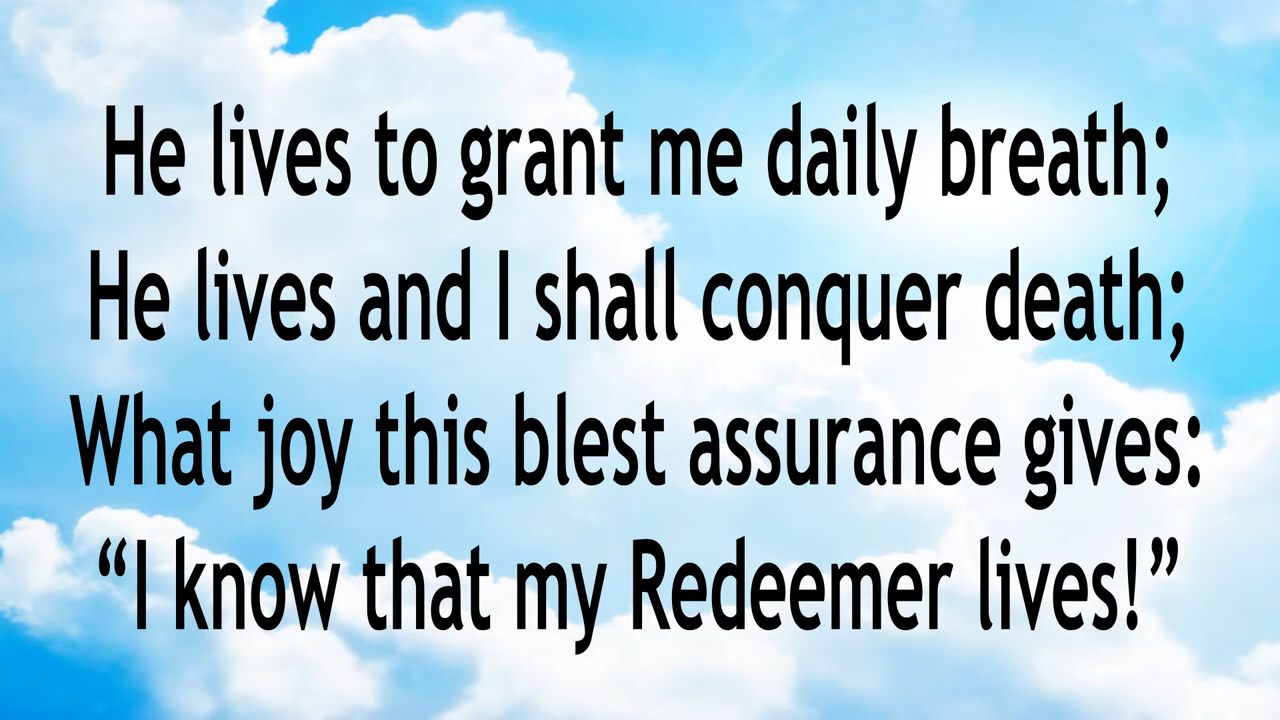 He lives to grant me daily breath;
He lives and I shall conquer death;
What joy this blest assurance gives:
“I know that my Redeemer lives!”